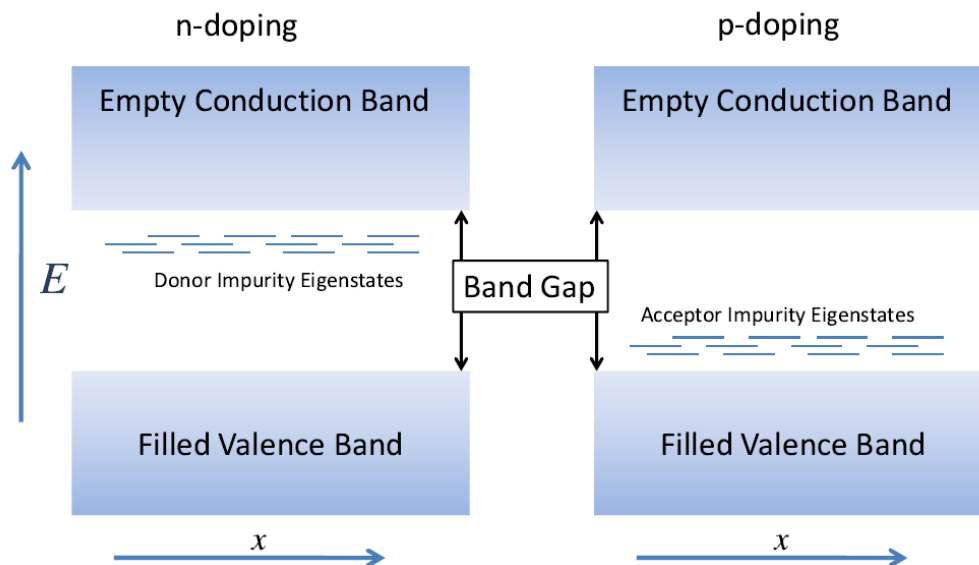 n-doping
p-doping
Empty Conduction Band
Empty Conduction Band
E
Donor Impurity Eigenstates
Band Gap
Acceptor Impurity Eigenstates
Filled Valence Band
Filled Valence Band
x
x